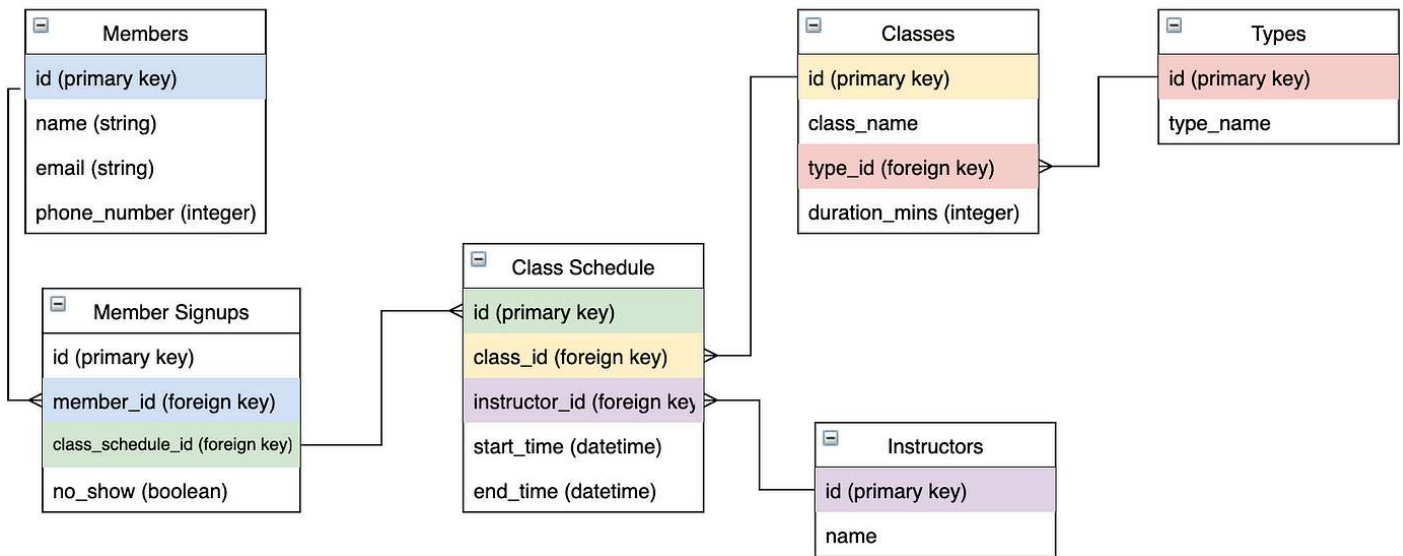 Members
id (primary key)
name (string)
email (string)
phone_number (integer)
Member Signups
id (primary key)
member_id (foreign key)
class_schedule_id (foreign key)
no_show (boolean)
Class Schedule
id (primary key)
class_id (foreign key)
instructor_id (foreign key
start_time (datetime)
end_time (datetime)
Classes
id (primary key)
class_name
type_id (foreign key)
duration_mins (integer)
Types
id (primary key)
type_name
Instructors
id (primary key)
name